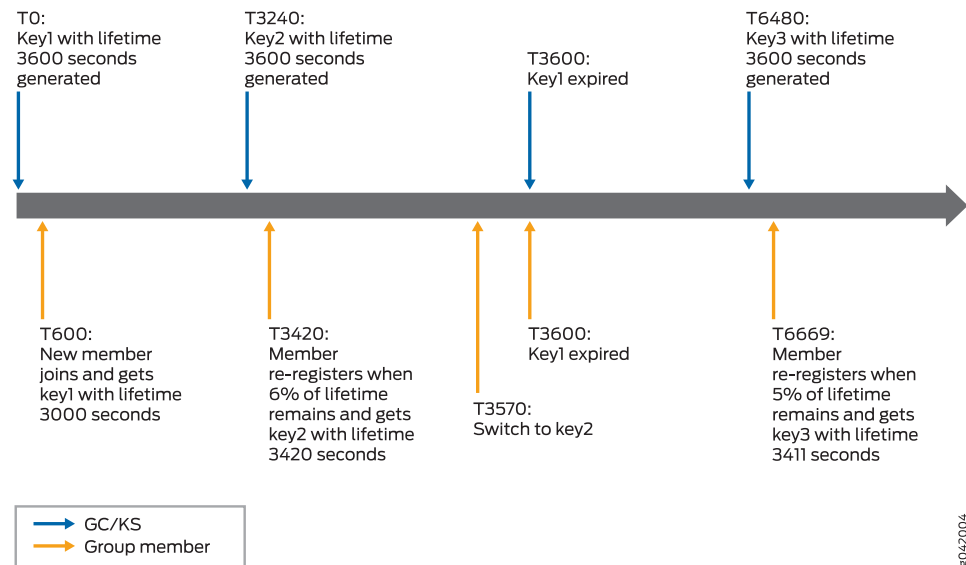 T0:
Key1 with lifetime
3600 seconds
generated
T3240:
Key2 with lifetime
3600 seconds
generated
T3600:
Key1 expired
T6480:
Key3 with lifetime
3600 seconds
generated
T600:
New member
joins and gets
key1 with lifetime
3000 seconds
T3420:
Member
re-registers when
6% of lifetime
remains and gets
key2 with lifetime
3420 seconds
T3570:
Switch to key2
T3600:
Key1 expired
T6669:
Member
re-registers when
5% of lifetime
remains and gets
key3 with lifetime
3411 seconds
GC/KS
Group member
g042004